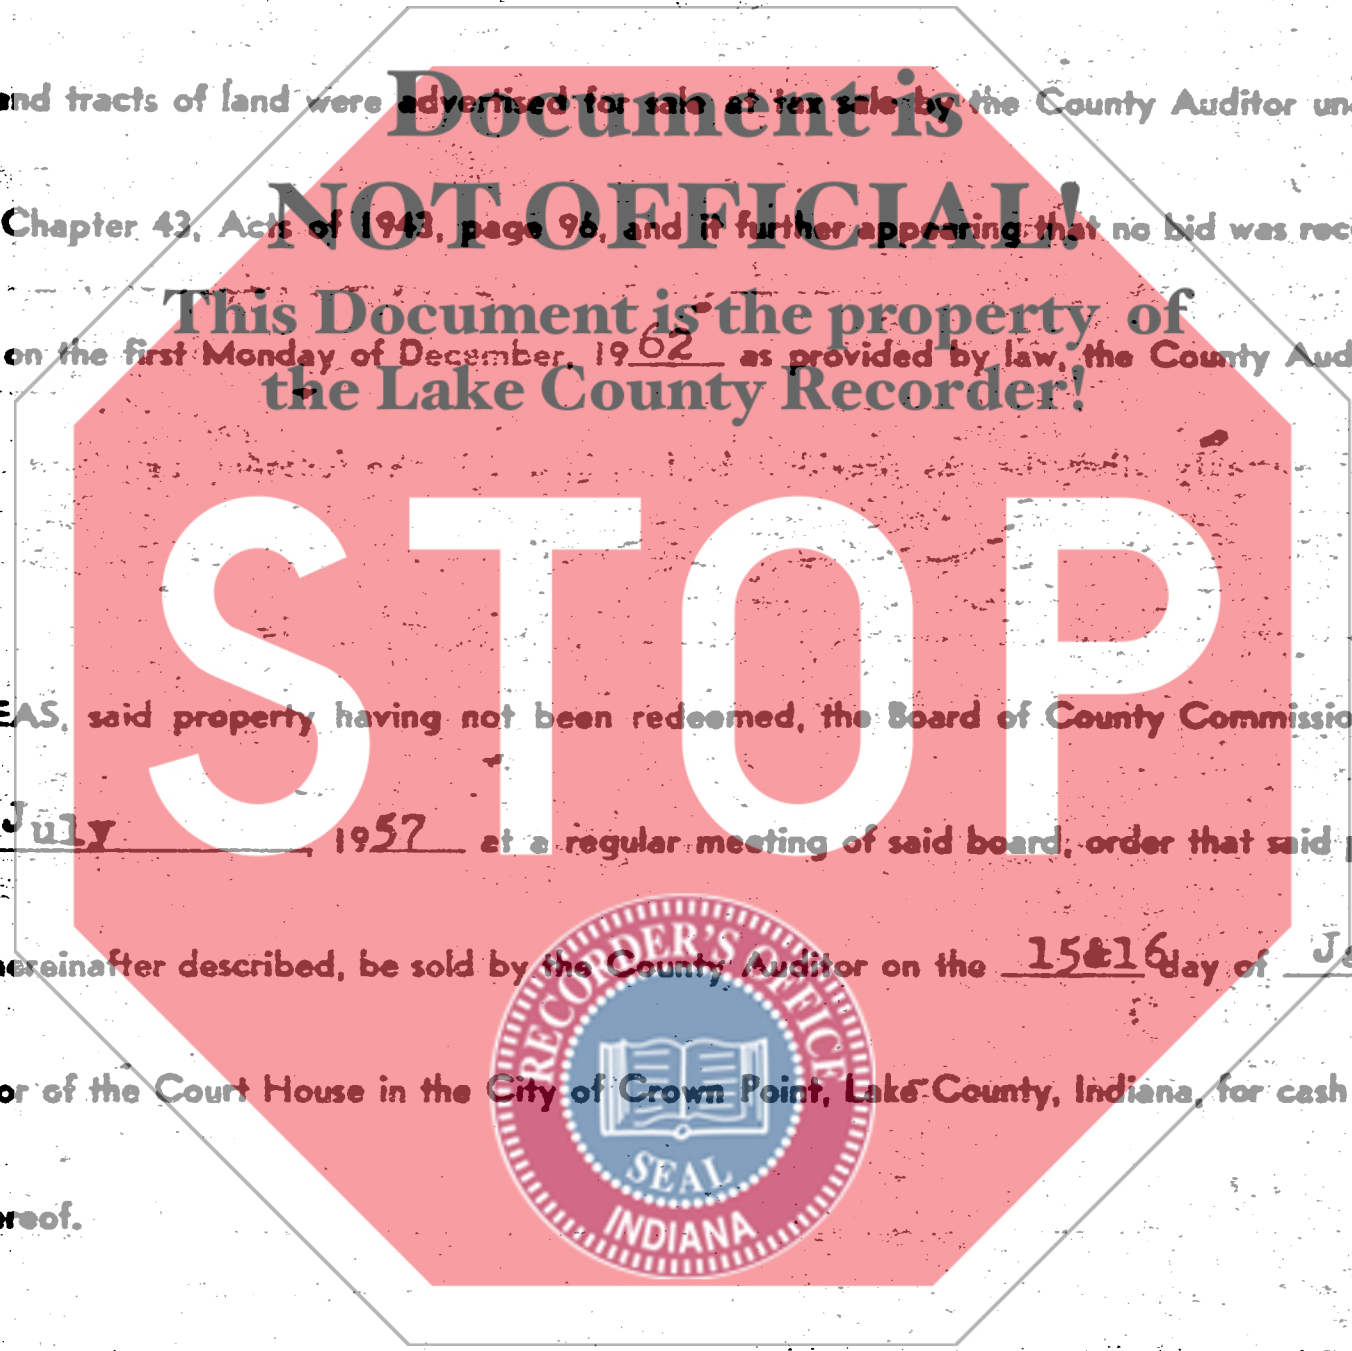 Document is
and tracts of land were advertised for sale at tax sale by the County Auditor un
NOT OFFICIAL!
Chapter 43, Acts of 1943, page 96, and it further appearing that no bid was rec
This Document is the property of
on the first Monday of December, 1962 as provided by law, the County Aud
the Lake County Recorder!
STOP
EAS, said property having not been redeemed, the Board of County Commissio
July, 1957 at a regular meeting of said board, order that said
ereinafter described, be sold by the County Auditor on the 15&16 day of
or of the Court House in the City of Crown Point, Lake County, Indiana, for cash
RECORDER'S OFFICE
SEAL
INDIANA
ereof.